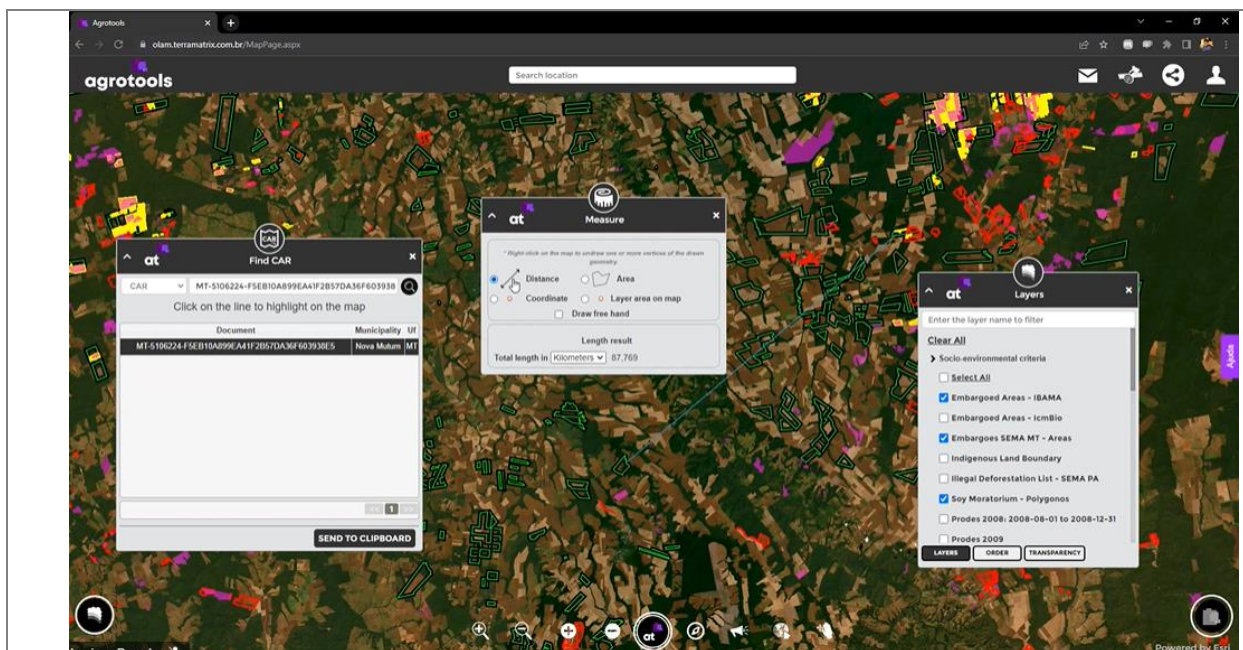 Agrotools
olam.terramatrix.com.br/MapPage.aspx
agrotools
Search location
at
Measure
* Right click on the map to undraw one or more vertices of the drawn
geometry.
Distance
Area
Coordinate
Layer area on map
Draw free hand
Length result
Total length in Kilometers 87,769
CAR
at
Find CAR
CAR MT-5106224-F5EB10A899EA41F2B57DA36F603938
Click on the line to highlight on the map
Document Municipality Uf
MT-5106224-F5EB10A899EA41F2B57DA36F603938E5 Nova Mutum MT
<< 1 >>
SEND TO CLIPBOARD
at
Layers
Enter the layer name to filter
Clear All
Socio-environmental criteria
Select All
Embargoed Areas - IBAMA
Embargoed Areas - IcmBio
Embargoes SEMA MT - Areas
Indigenous Land Boundary
Illegal Deforestation List - SEMA PA
Soy Moratorium - Polygonos
Prodes 2008: 2008-08-01 to 2008-12-31
Prodes 2009
LAYERS ORDER TRANSPARENCY
Ajuda
at
Powered by Esri